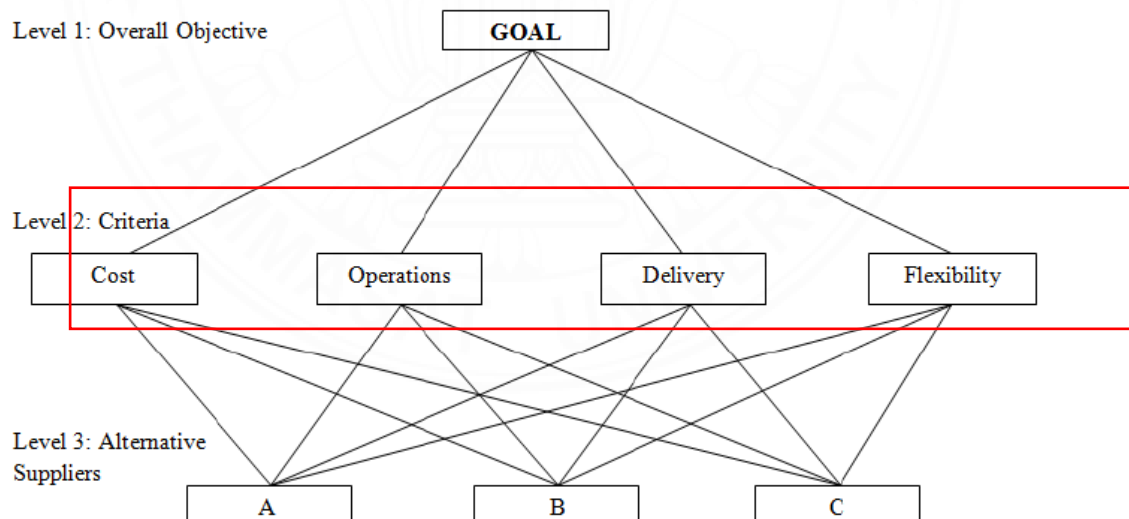 Level 1: Overall Objective
GOAL
Level 2: Criteria
Cost
Operations
Delivery
Flexibility
Level 3: Alternative
Suppliers
A
B
C